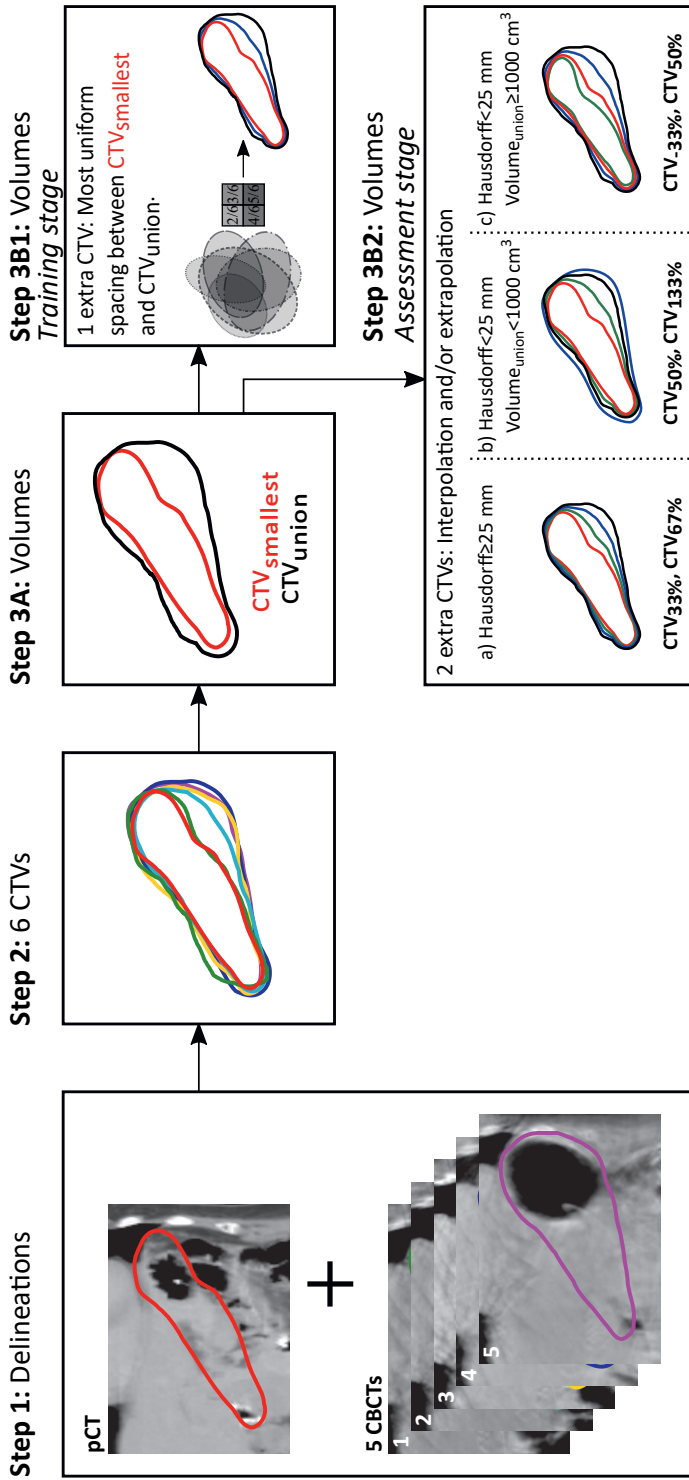 Step 1: Delineations
pCT
5 CBCTs
1
2
3
4
5
Step 2: 6 CTVs
Step 3A: Volumes
CTVsmallest
CTVunion
Step 3B1: Volumes
Training stage
1 extra CTV: Most uniform
spacing between CTVsmallest
and CTVunion.
2/6 3/6
4/6 5/6
Step 3B2: Volumes
Assessment stage
2 extra CTVs: Interpolation and/or extrapolation
a) Hausdorff≥25 mm
CTV33%, CTV67%
b) Hausdorff<25 mm
Volumeunion<1000 cm³
CTV50%, CTV133%
c) Hausdorff<25 mm
Volumeunion≥1000 cm³
CTV-33%, CTV50%